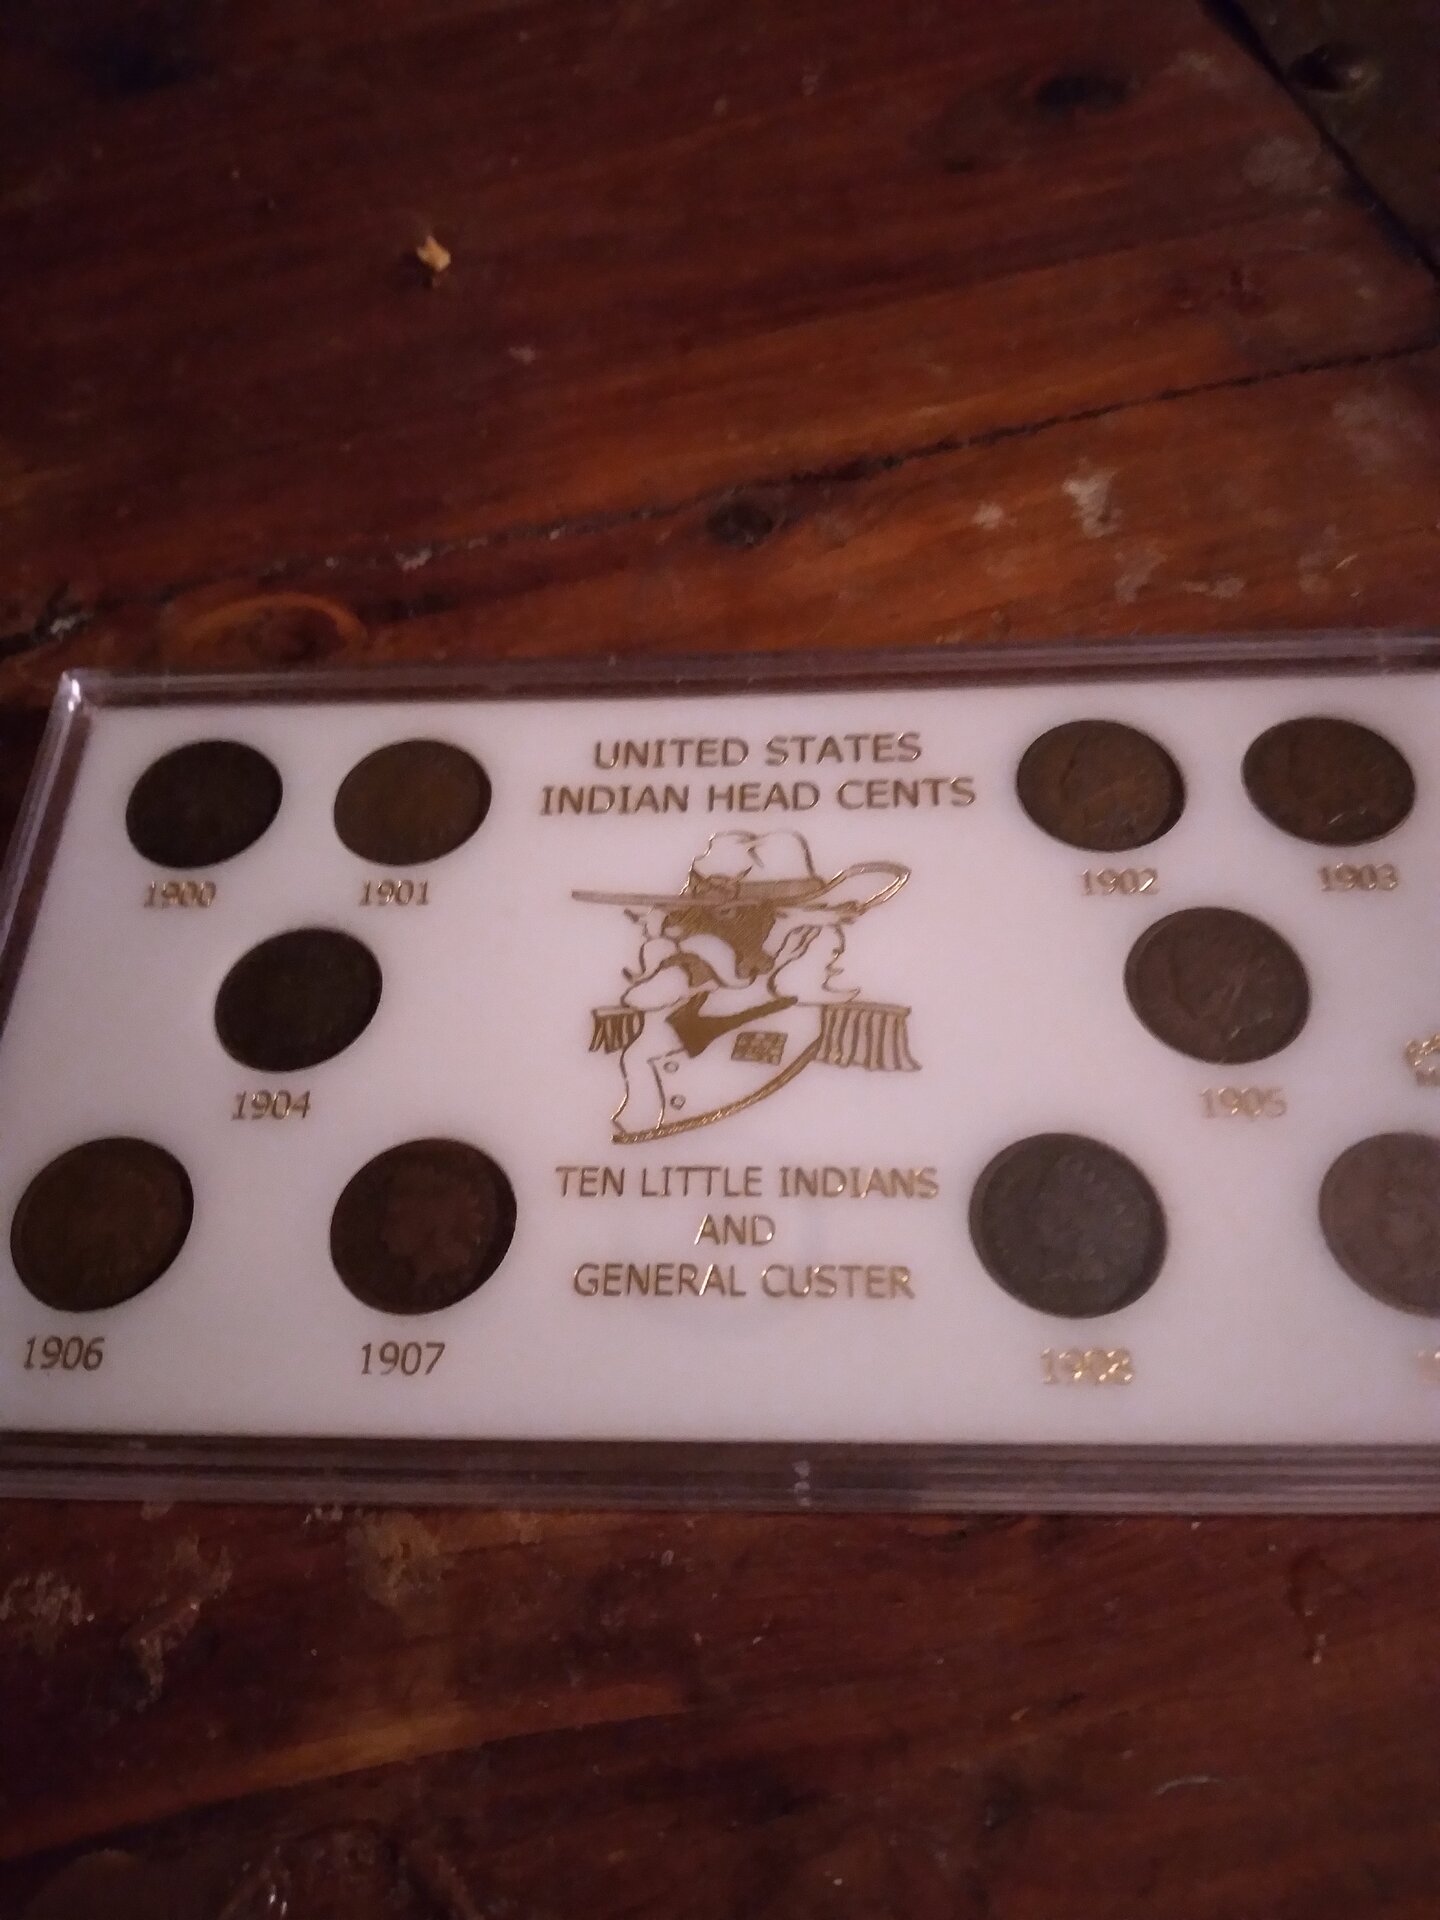 UNITED STATES
INDIAN HEAD CENTS
1900
1901
1902
1903
1904
1905
TEN LITTLE INDIANS
AND
GENERAL CUSTER
1906
1907
1908